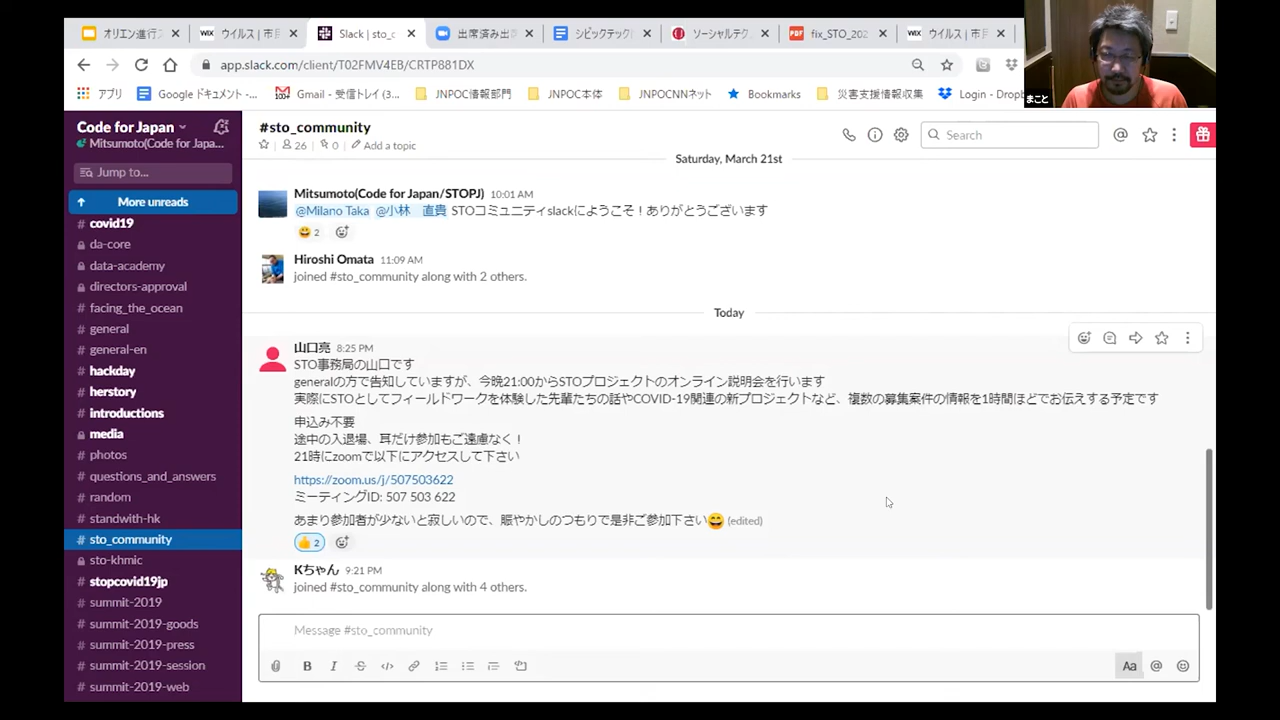 オリエン進行ス
ウイルス | 市民
Slack | sto_c
出席済み出
シビックテック
ソーシャルテク
fix_STO_202
ウイルス | 市民
app.slack.com/client/T02FMV4EB/CRTP881DX
アプリ
Google ドキュメント -...
Gmail - 受信トレイ (3...
JNPOC情報部門
JNPOC本体
JNPOCNNネット
Bookmarks
災害支援情報収集
Login - Dropb
まこと
Code for Japan
Mitsumoto(Code for Japa...
Jump to...
More unreads
# covid19
da-core
data-academy
directors-approval
# facing_the_ocean
# general
# general-en
# hackday
# herstory
# introductions
media
# photos
# questions_and_answers
# random
# standwith-hk
# sto_community
sto-khmic
# stopcovid19jp
# summit-2019
# summit-2019-goods
# summit-2019-press
# summit-2019-session
# summit-2019-web
#sto_community
26
0
Add a topic
Search
Saturday, March 21st
Mitsumoto(Code for Japan/STOPJ) 10:01 AM
@Milano Taka @小林 直貴 STOコミュニティslackにようこそ！ありがとうございます
2
Hiroshi Omata 11:09 AM
joined #sto_community along with 2 others.
Today
山口亮 8:25 PM
STO事務局の山口です
generalの方で告知していますが、今晩21:00からSTOプロジェクトのオンライン説明会を行います
実際にSTOとしてフィールドワークを体験した先輩たちの話やCOVID-19関連の新プロジェクトなど、複数の募集案件の情報を1時間ほどでお伝えする予定です
申込み不要
途中の入退場、耳だけ参加もご遠慮なく！
21時にzoomで以下にアクセスして下さい
https://zoom.us/j/507503622
ミーティングID: 507 503 622
あまり参加者が少ないと寂しいので、賑やかしのつもりで是非ご参加下さい😄 (edited)
2
Kちゃん 9:21 PM
joined #sto_community along with 4 others.
Message #sto_community
B I S Aa @